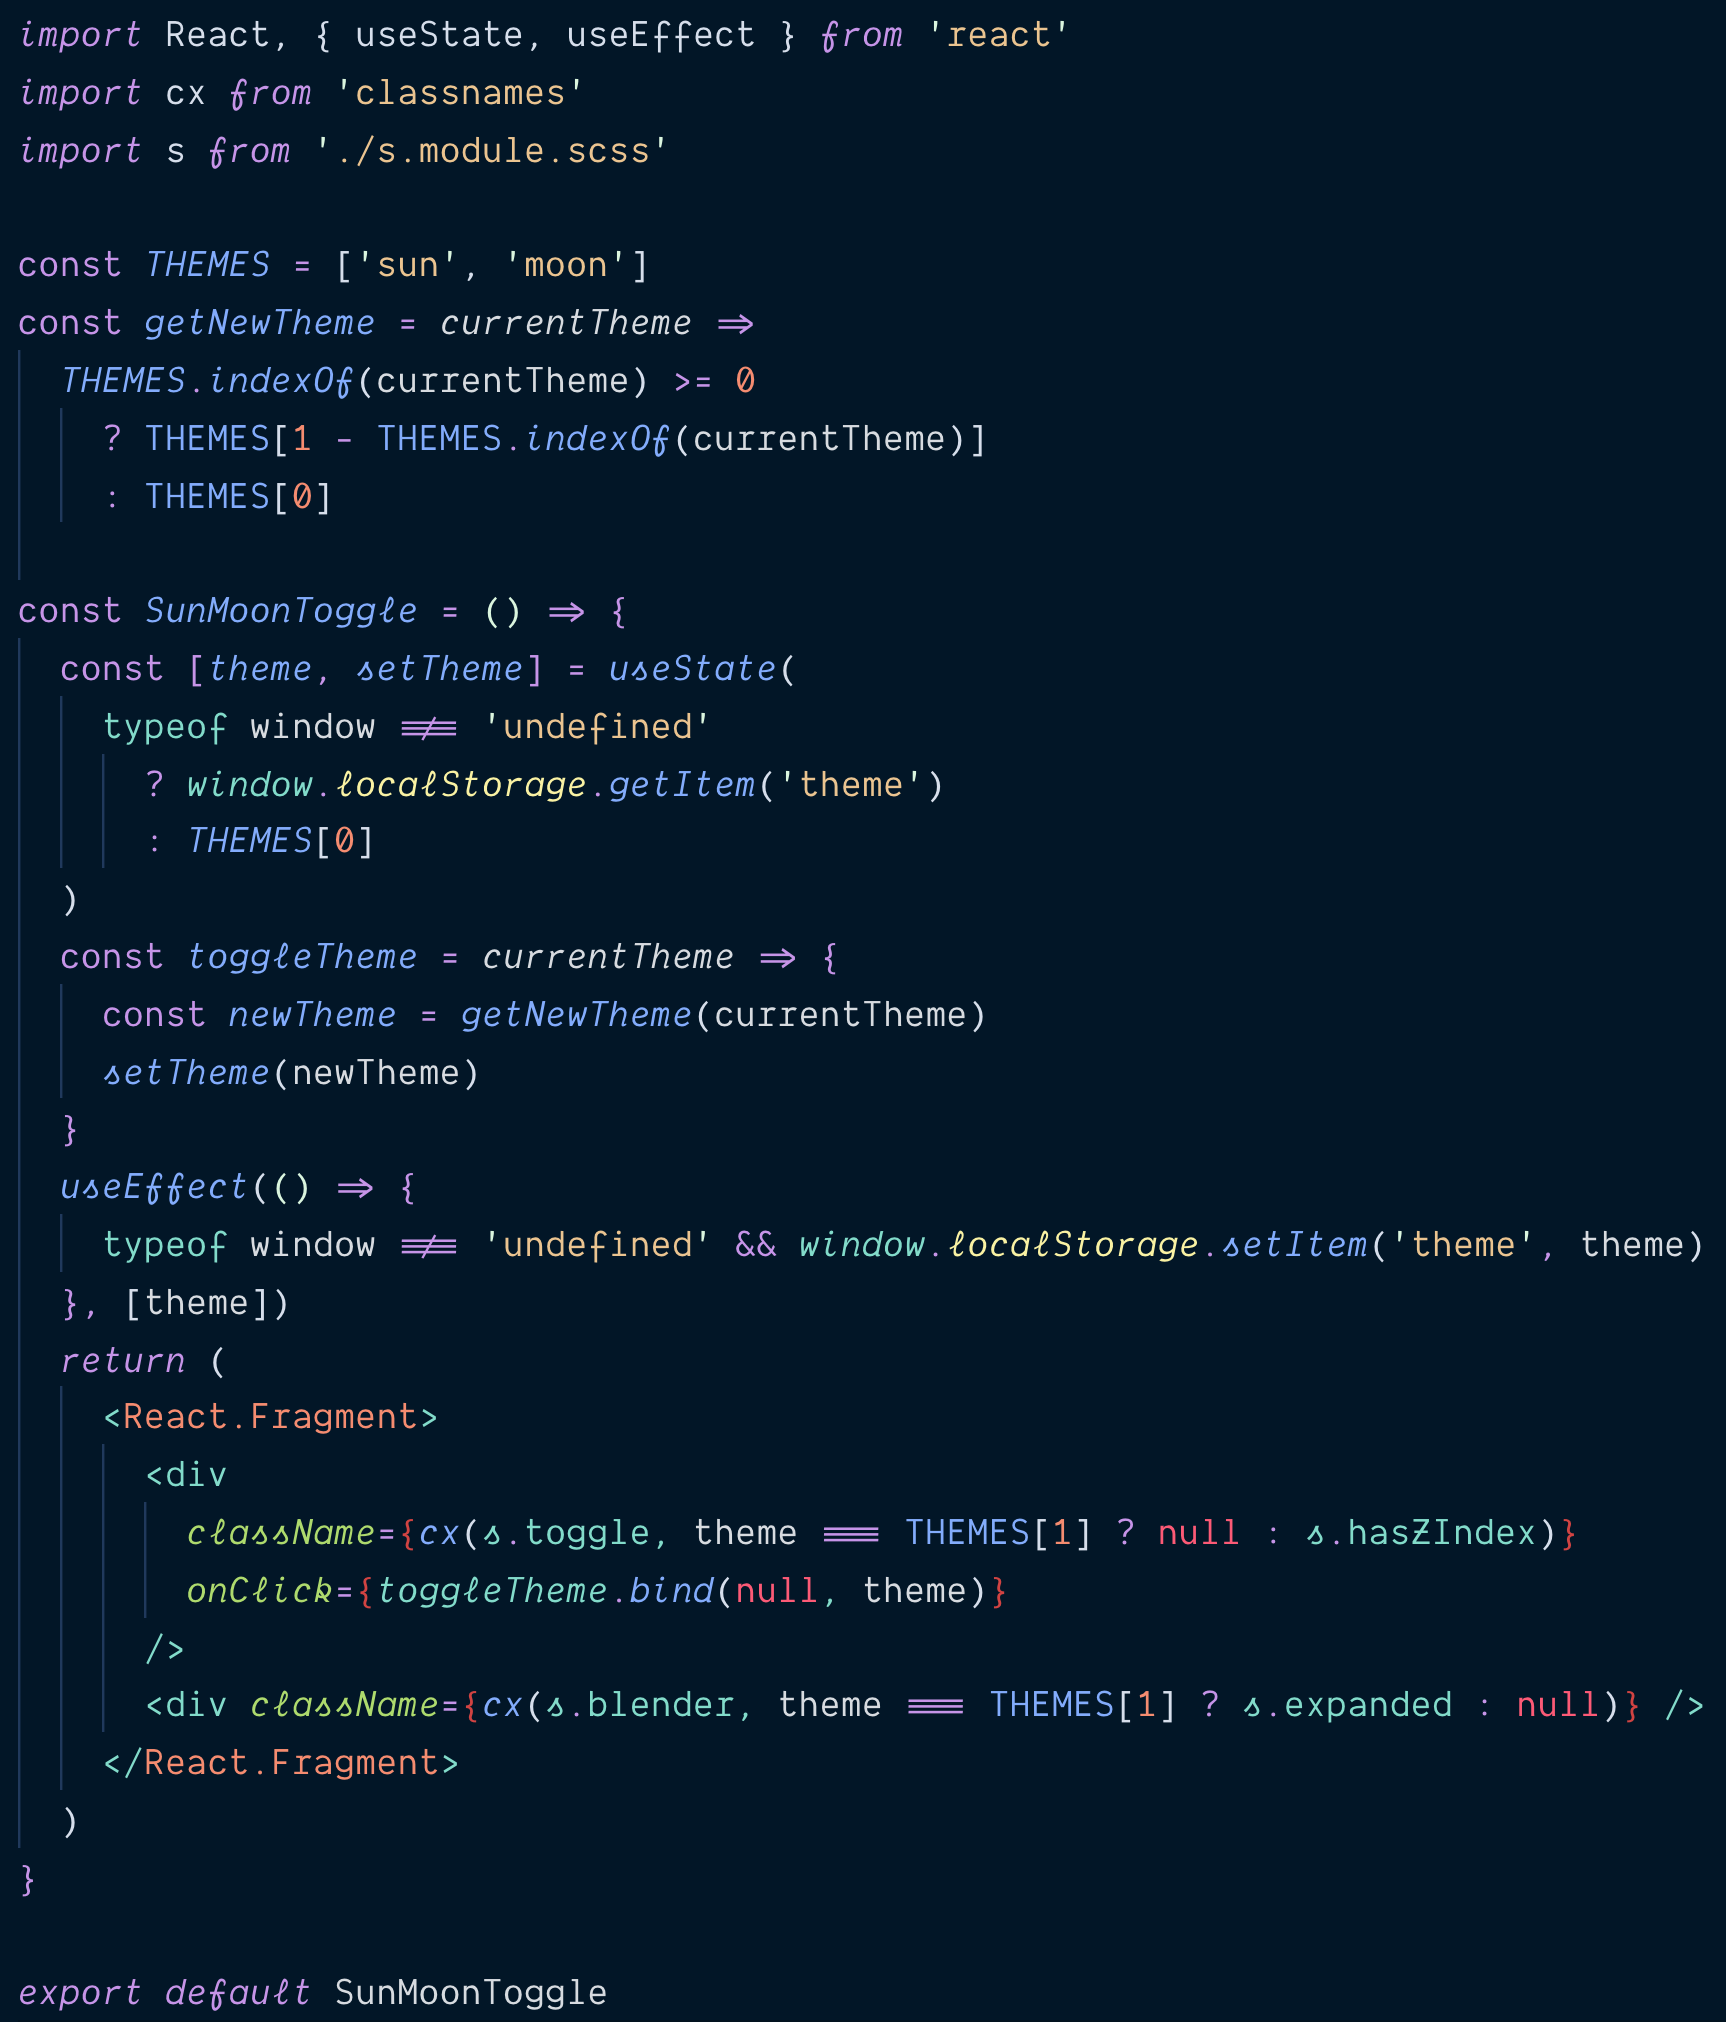 import React, { useState, useEffect } from 'react'
import cx from 'classnames'
import s from './s.module.scss'

const THEMES = ['sun', 'moon']
const getNewTheme = currentTheme =>
  THEMES.indexOf(currentTheme) >= 0
    ? THEMES[1 - THEMES.indexOf(currentTheme)]
    : THEMES[0]

const SunMoonToggle = () => {
  const [theme, setTheme] = useState(
    typeof window !== 'undefined'
      ? window.localStorage.getItem('theme')
      : THEMES[0]
  )
  const toggleTheme = currentTheme => {
    const newTheme = getNewTheme(currentTheme)
    setTheme(newTheme)
  }
  useEffect(() => {
    typeof window !== 'undefined' && window.localStorage.setItem('theme', theme)
  }, [theme])
  return (
    <React.Fragment>
      <div
        className={cx(s.toggle, theme === THEMES[1] ? null : s.hasZIndex)}
        onClick={toggleTheme.bind(null, theme)}
      />
      <div className={cx(s.blender, theme === THEMES[1] ? s.expanded : null)} />
    </React.Fragment>
  )
}

export default SunMoonToggle